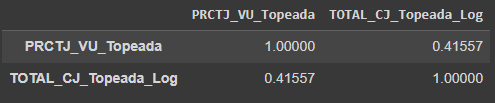 PRCTJ_VU_Topeada TOTAL_CJ_Topeada_Log
PRCTJ_VU_Topeada 1.00000 0.41557
TOTAL_CJ_Topeada_Log 0.41557 1.00000